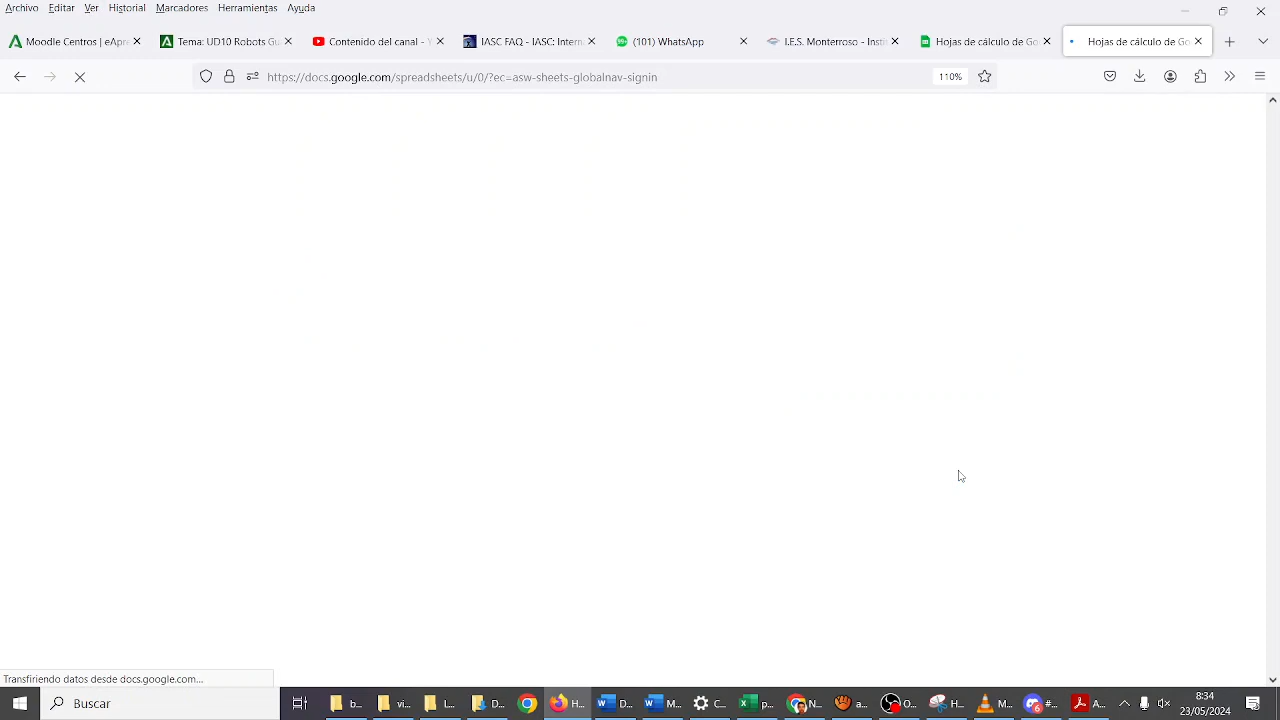 Archivo Editar Ver Historial Marcadores Herramientas Ayuda
Moodle Centros | eApre
Tema UD10 Robots Gu
Contenido del canal - Y
IASC FAQ - IASC: Intern
(101) WhatsApp
I.E.S. Monterroso - Insti
Hojas de cálculo de Go
Hojas de cálculo de Go
https://docs.google.com/spreadsheets/u/0/?ec=asw-sheets-globalnav-signin
110%
Transfiriendo datos desde docs.google.com...
Buscar
8:34
23/05/2024